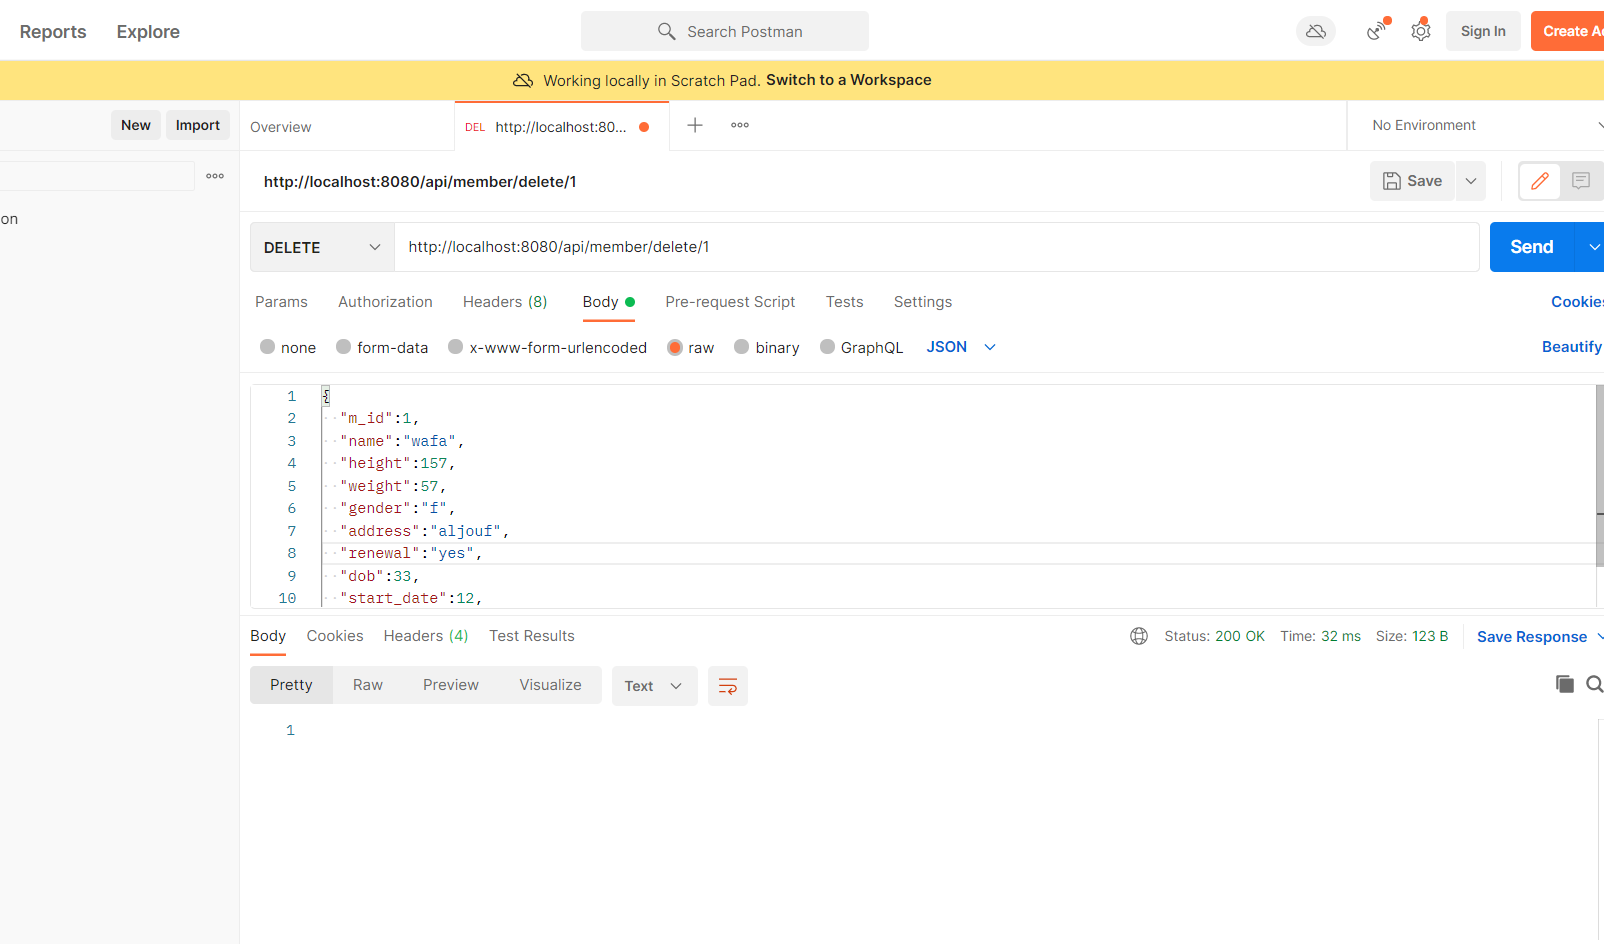 Reports Explore Search Postman Sign In Create Ac
Working locally in Scratch Pad. Switch to a Workspace
New Import Overview DEL http://localhost:80... No Environment
http://localhost:8080/api/member/delete/1 Save
on
DELETE http://localhost:8080/api/member/delete/1 Send
Params Authorization Headers (8) Body Pre-request Script Tests Settings Cookies
none form-data x-www-form-urlencoded raw binary GraphQL JSON Beautify
1 {
2 "m_id":1,
3 "name":"wafa",
4 "height":157,
5 "weight":57,
6 "gender":"f",
7 "address":"aljouf",
8 "renewal":"yes",
9 "dob":33,
10 "start_date":12,
Body Cookies Headers (4) Test Results Status: 200 OK Time: 32 ms Size: 123 B Save Response
Pretty Raw Preview Visualize Text
1